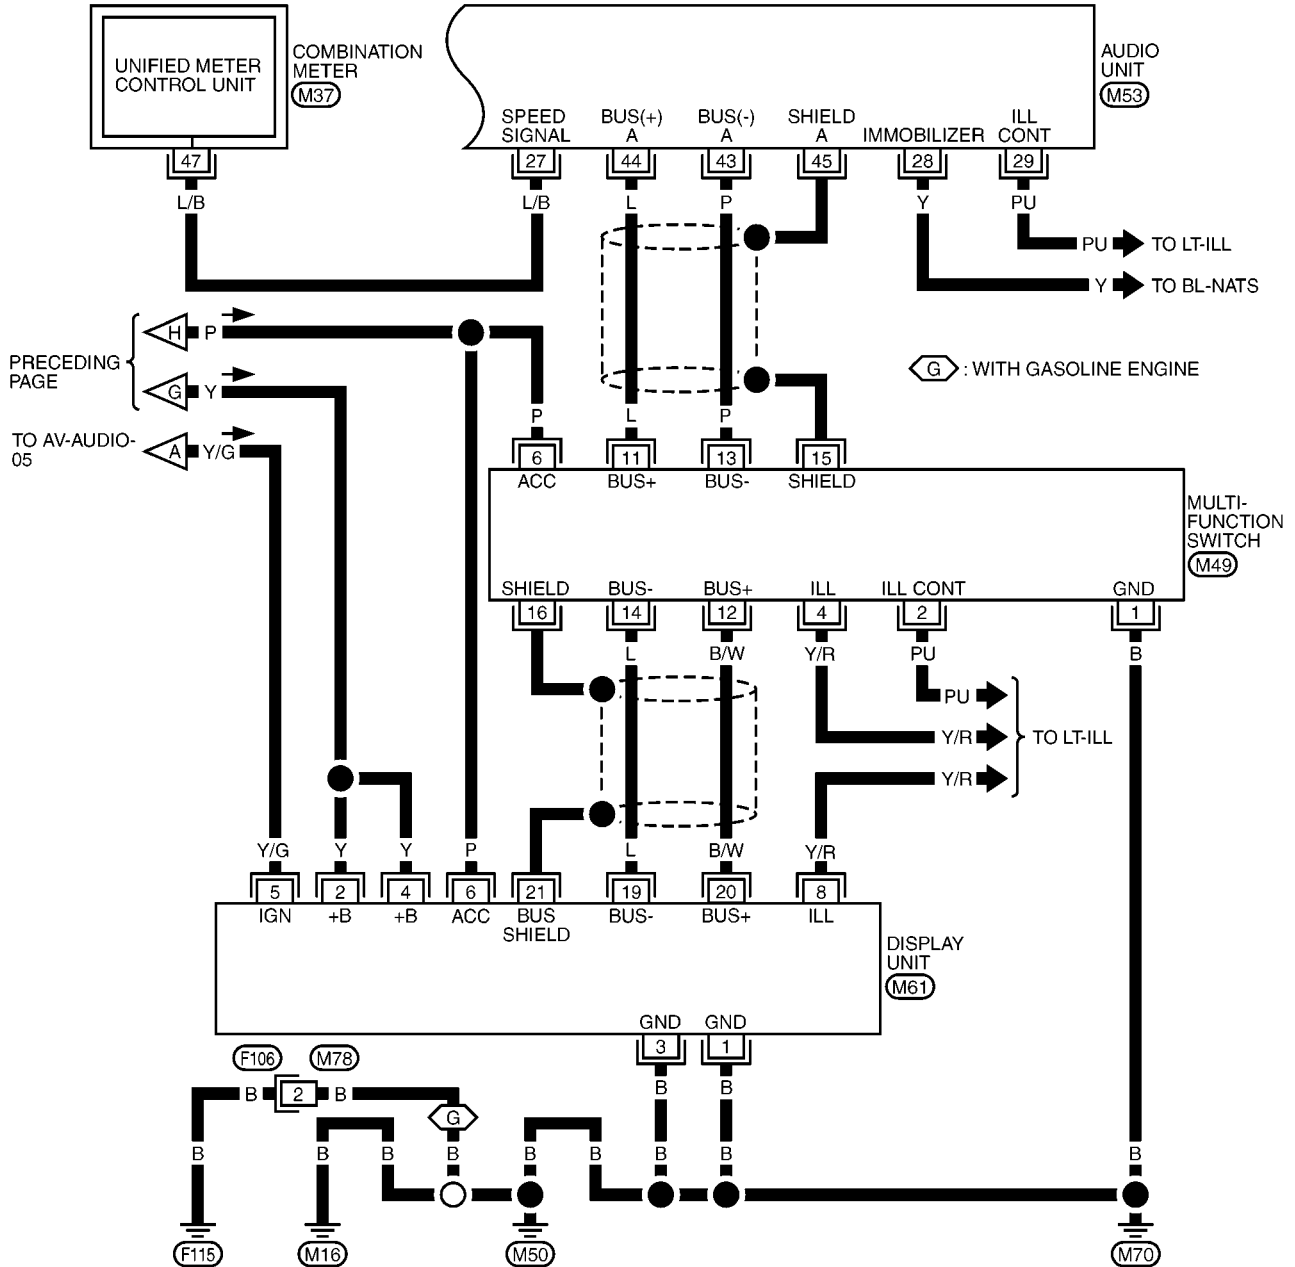 UNIFIED METER
CONTROL UNIT
COMBINATION
METER
M37
AUDIO
UNIT
M53
SPEED
SIGNAL
BUS(+)
A
BUS(-)
A
SHIELD
A
IMMOBILIZER
ILL
CONT
47 27 44 43 45 28 29
L/B L/B L P Y PU
PU TO LT-ILL
Y TO BL-NATS
PRECEDING
PAGE
H P
G Y
TO AV-AUDIO-
05
A Y/G
G : WITH GASOLINE ENGINE
P L P
6 11 13 15
ACC BUS+ BUS- SHIELD
MULTI-
FUNCTION
SWITCH
M49
SHIELD BUS- BUS+ ILL ILL CONT GND
16 14 12 4 2 1
L B/W Y/R PU B
PU
Y/R TO LT-ILL
Y/R
Y/G Y Y P L B/W Y/R
5 2 4 6 21 19 20 8
IGN +B +B ACC BUS
SHIELD
BUS- BUS+ ILL
DISPLAY
UNIT
M61
GND GND
3 1
F106 M78
B 2 B
B B
G
B B B B B B B B B
F115 M16 M50 M70